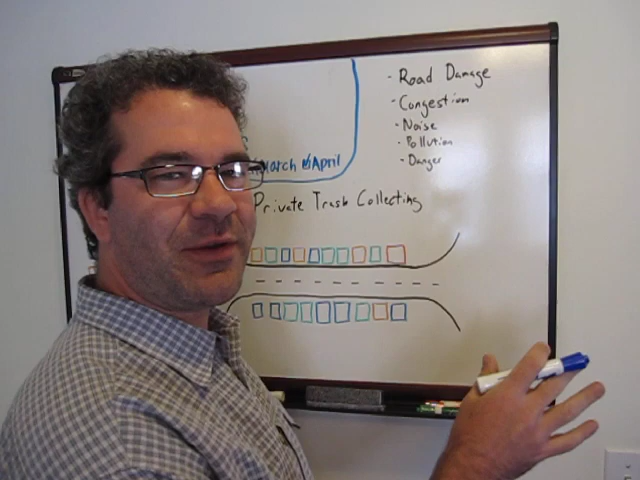 - Road Damage
- Congestion
- Noise
- Pollution
- Danger
March April
Private Trash Collecting